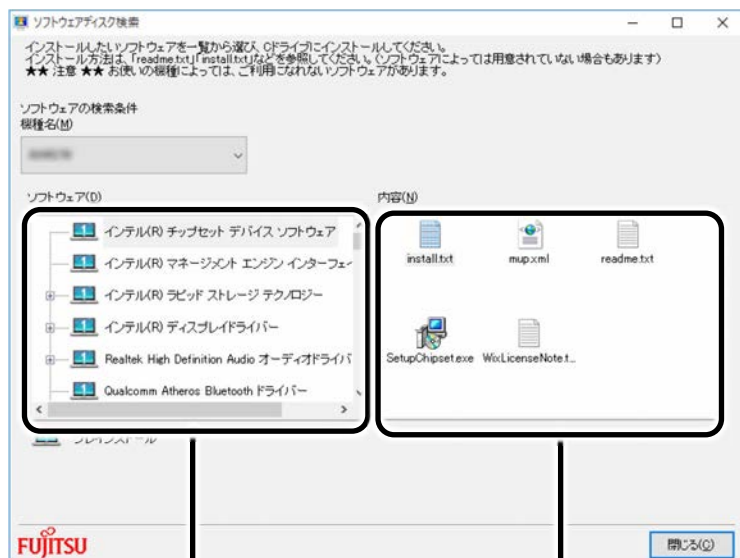 ソフトウェアディスク検索
インストールしたいソフトウェアを一覧から選び、Cドライブにインストールしてください。
インストール方法は、「readme.txt」「install.txt」などを参照してください。（ソフトウェアによっては用意されていない場合もあります）
★★ 注意 ★★ お使いの機種によっては、ご利用になれないソフトウェアがあります。
ソフトウェアの検索条件
機種名(M)
ソフトウェア(D)
内容(N)
インテル(R) チップセット デバイス ソフトウェア
インテル(R) マネージメント エンジン インターフェー
インテル(R) ラピッド ストレージ テクノロジー
インテル(R) ディスプレイドライバー
Realtek High Definition Audio オーディオドライバ
Qualcomm Atheros Bluetooth ドライバー
install.txt
mup.xml
readme.txt
SetupChipset.exe
WixLicenseNote.t...
プレインストール
FUJITSU
閉じる(C)